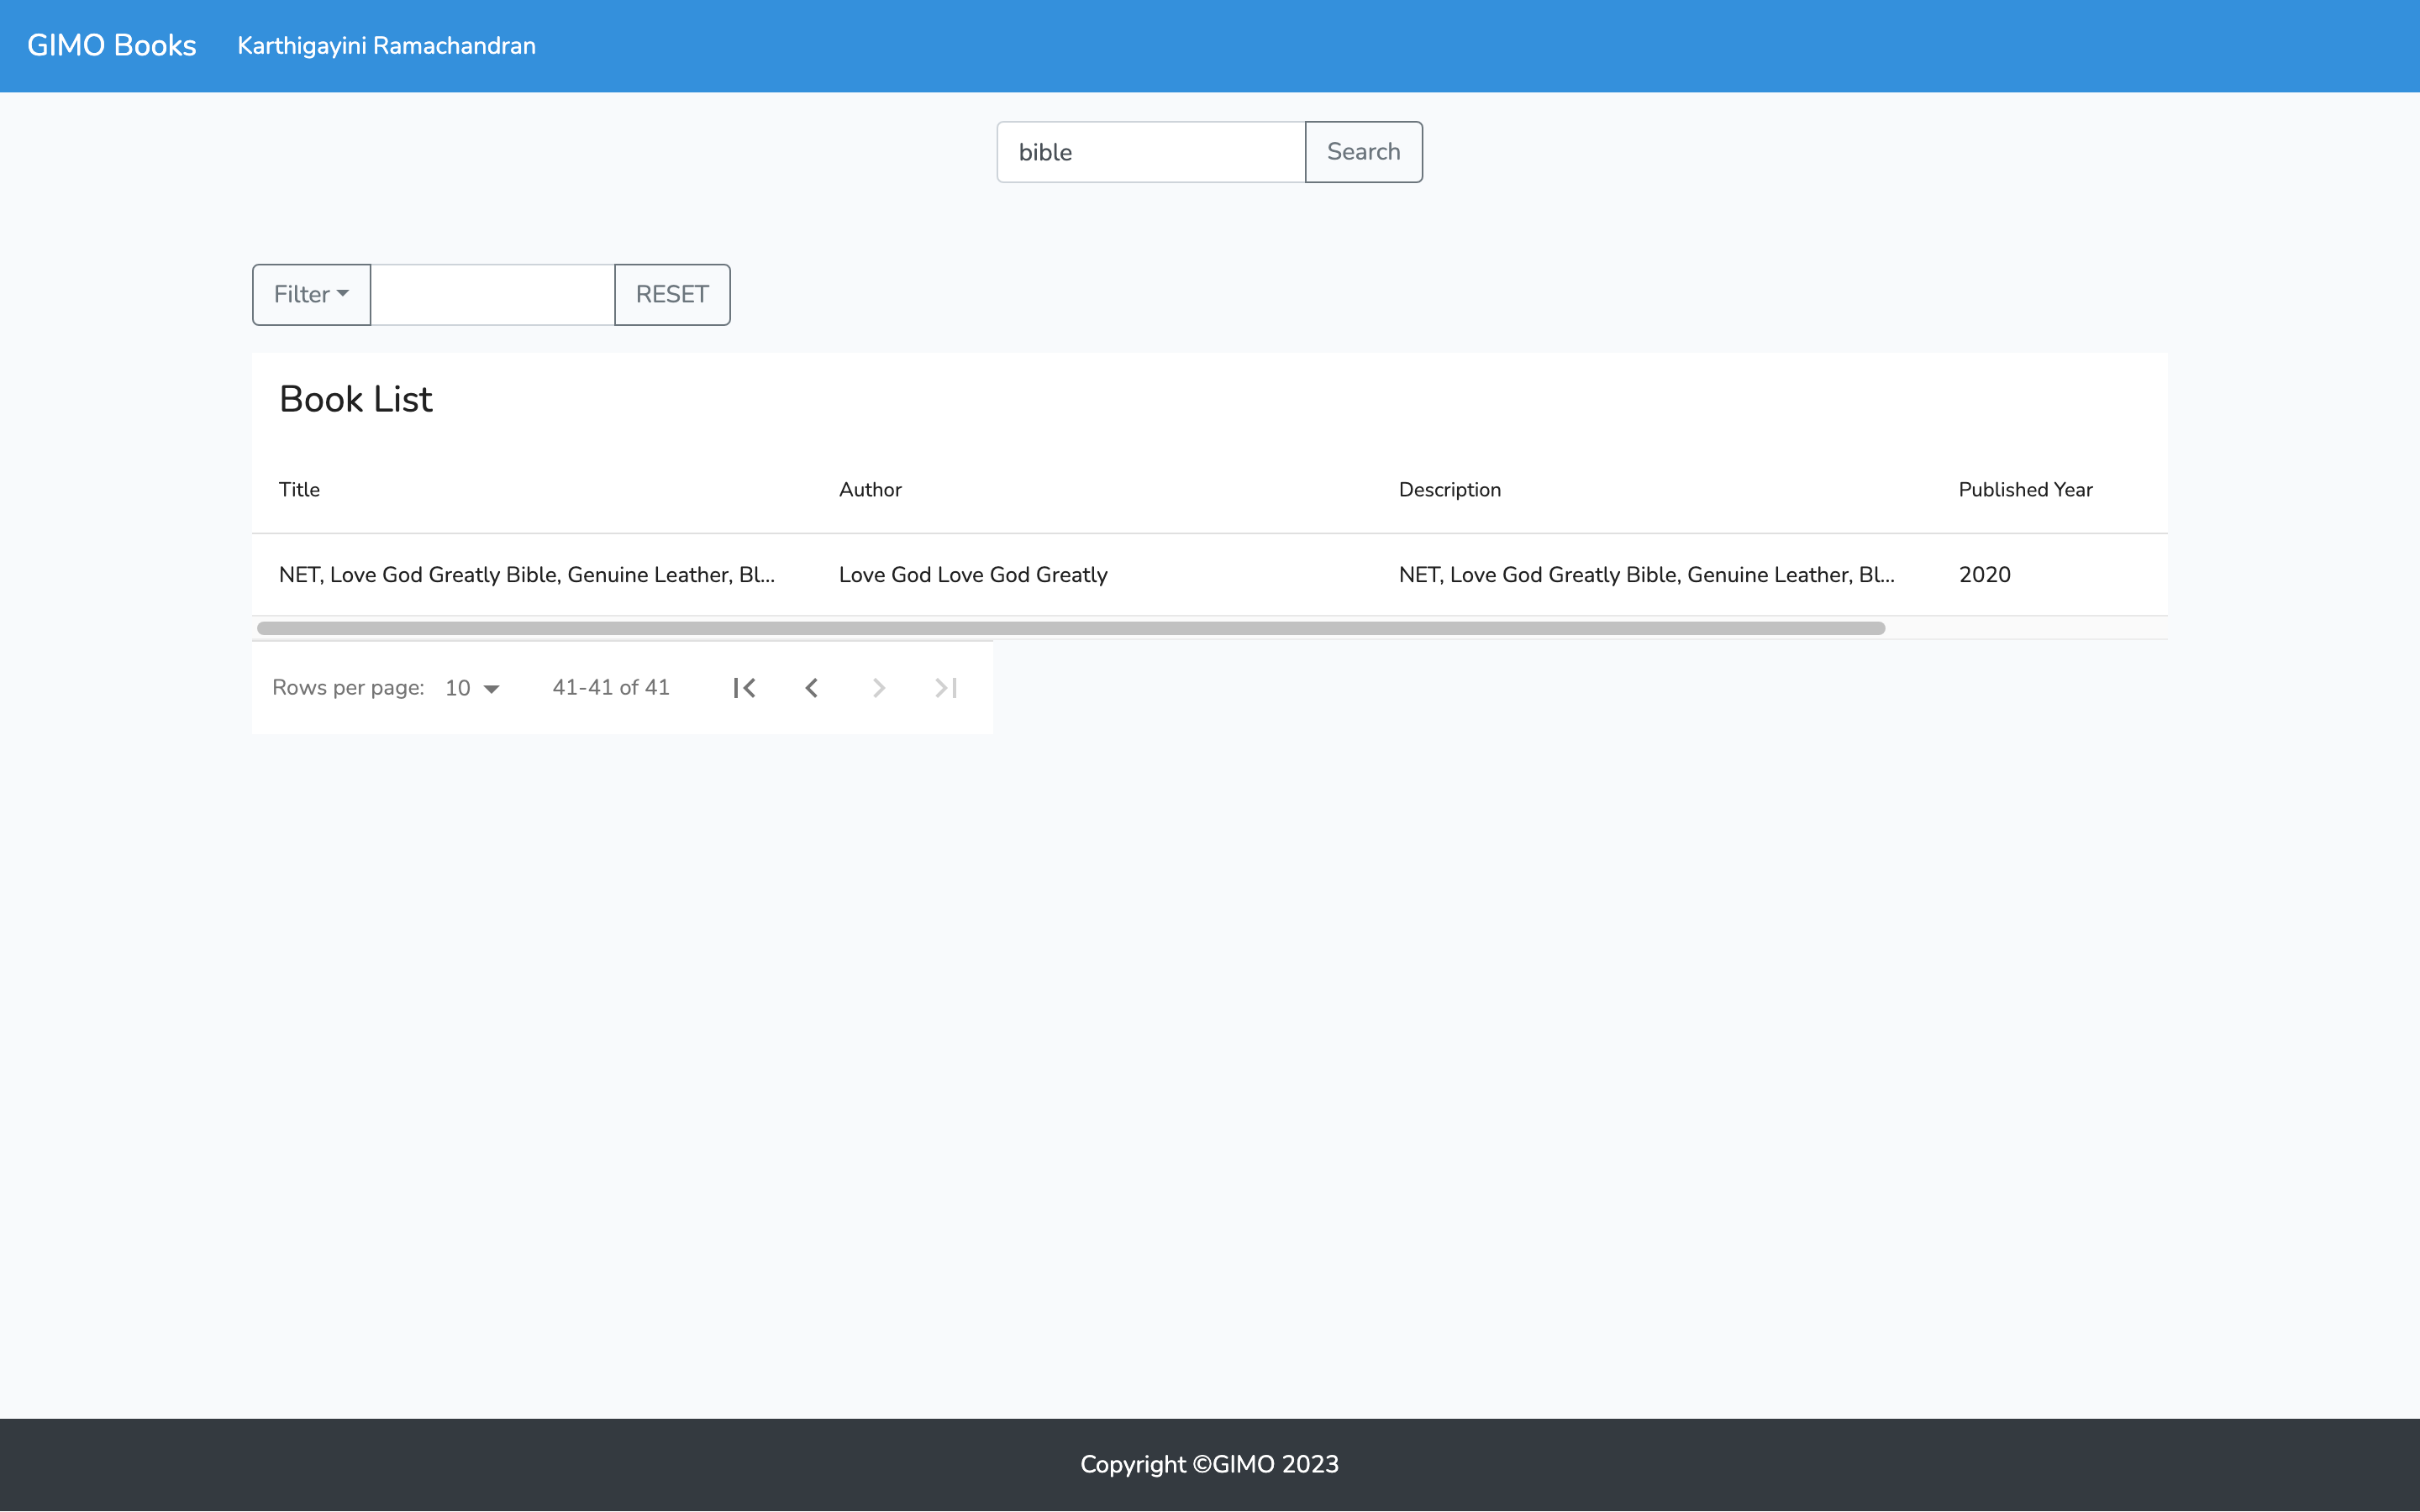 GIMO Books Karthigayini Ramachandran
bible Search
Filter RESET
Book List
Title Author Description Published Year
NET, Love God Greatly Bible, Genuine Leather, Bl... Love God Love God Greatly NET, Love God Greatly Bible, Genuine Leather, Bl... 2020
Rows per page: 10 41-41 of 41
Copyright ©GIMO 2023